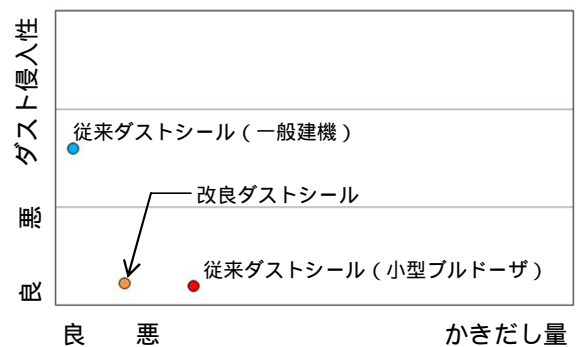 ダスト侵入性
悪
良
従来ダストシール（一般建機）
改良ダストシール
従来ダストシール（小型ブルドーザ）
良 悪 かきだし量